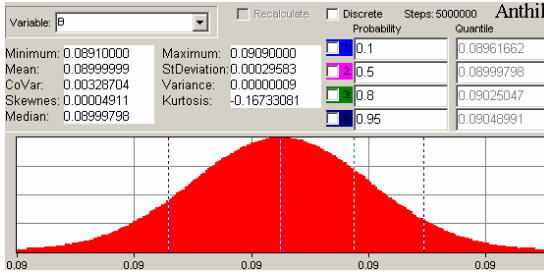 Variable: B Recalculate Discrete Steps: 5000000 Anthil
Probability Quantile
Minimum: 0.08910000 Maximum: 0.09090000 1 0.1 0.08961662
Mean: 0.08999999 StDeviation: 0.00029583
CoVar: 0.00328704 Variance: 0.00000009 2 0.5 0.08999798
Skewnes: 0.00004911 Kurtosis: -0.16733081 3 0.8 0.09025047
Median: 0.08999798 0.95 0.09048991
0.09 0.09 0.09 0.09 0.09